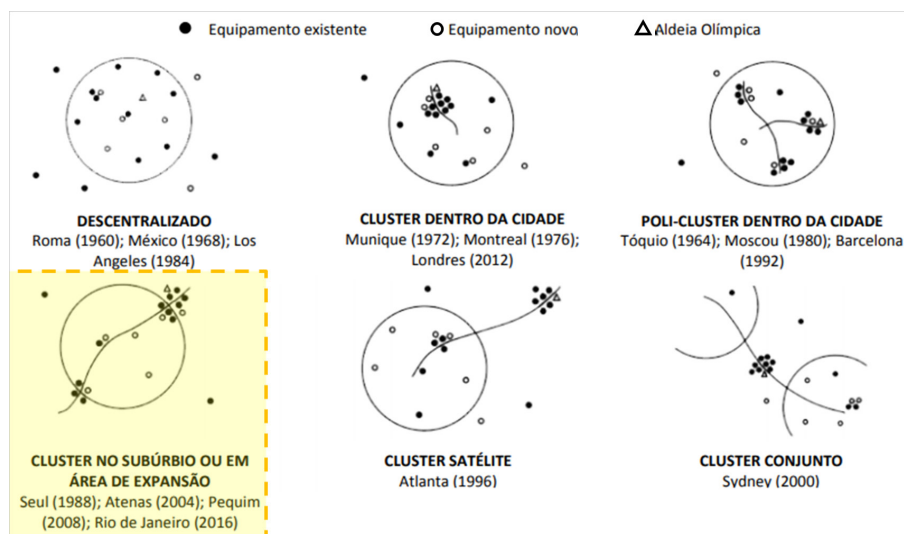 Equipamento existente
Equipamento novo
Aldeia Olímpica
DESCENTRALIZADO
Roma (1960); México (1968); Los
Angeles (1984)
CLUSTER DENTRO DA CIDADE
Munique (1972); Montreal (1976);
Londres (2012)
POLI-CLUSTER DENTRO DA CIDADE
Tóquio (1964); Moscou (1980); Barcelona
(1992)
CLUSTER NO SUBÚRBIO OU EM
ÁREA DE EXPANSÃO
Seul (1988); Atenas (2004); Pequim
(2008); Rio de Janeiro (2016)
CLUSTER SATÉLITE
Atlanta (1996)
CLUSTER CONJUNTO
Sydney (2000)